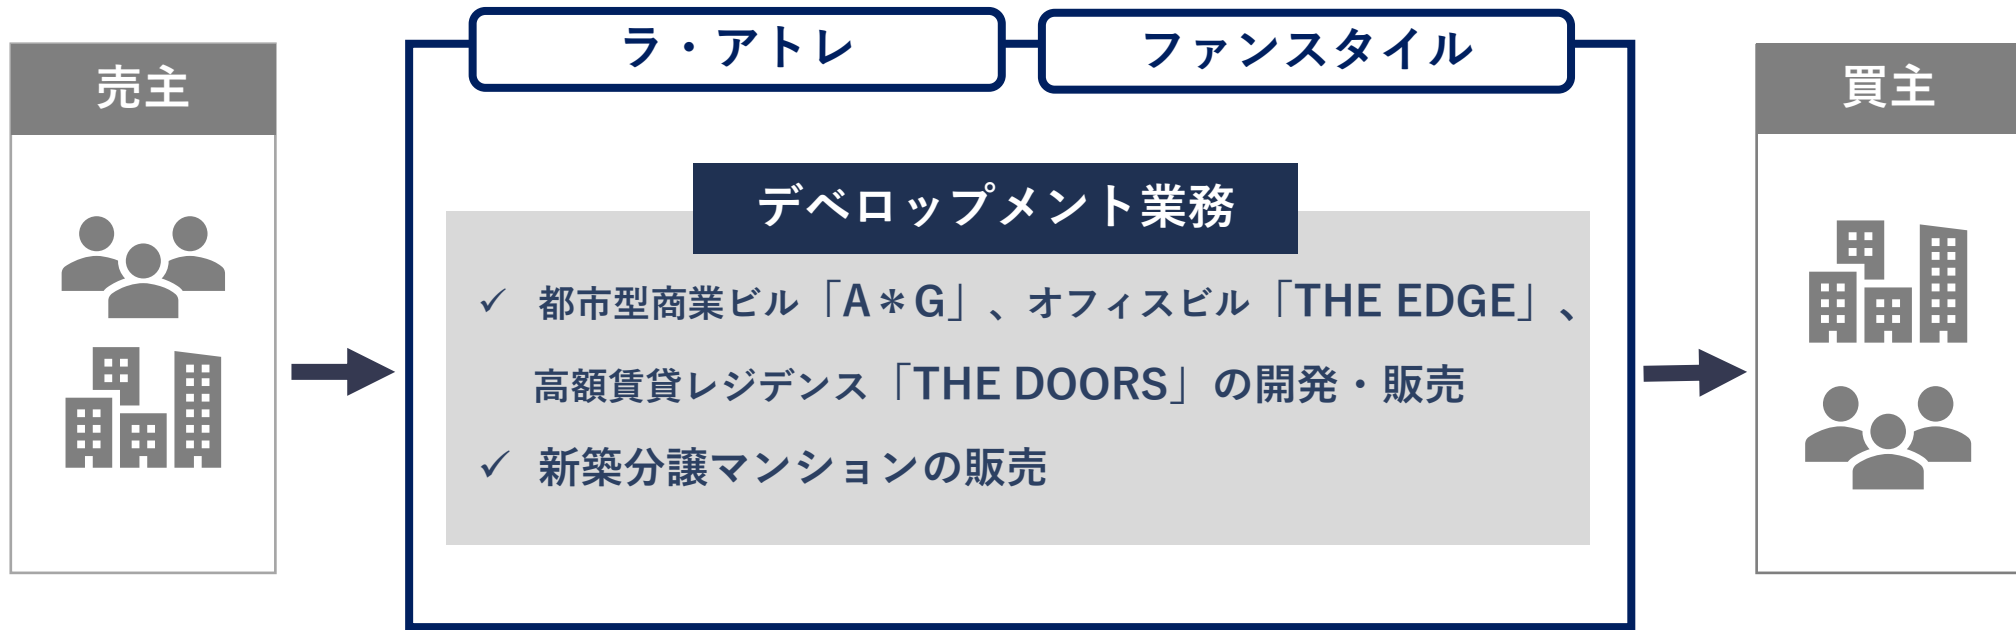 ラ・アトレ
ファンスタイル
売主
買主
デベロップメント業務
✓ 都市型商業ビル「A＊G」、オフィスビル「THE EDGE」、
高額賃貸レジデンス「THE DOORS」の開発・販売
✓ 新築分譲マンションの販売